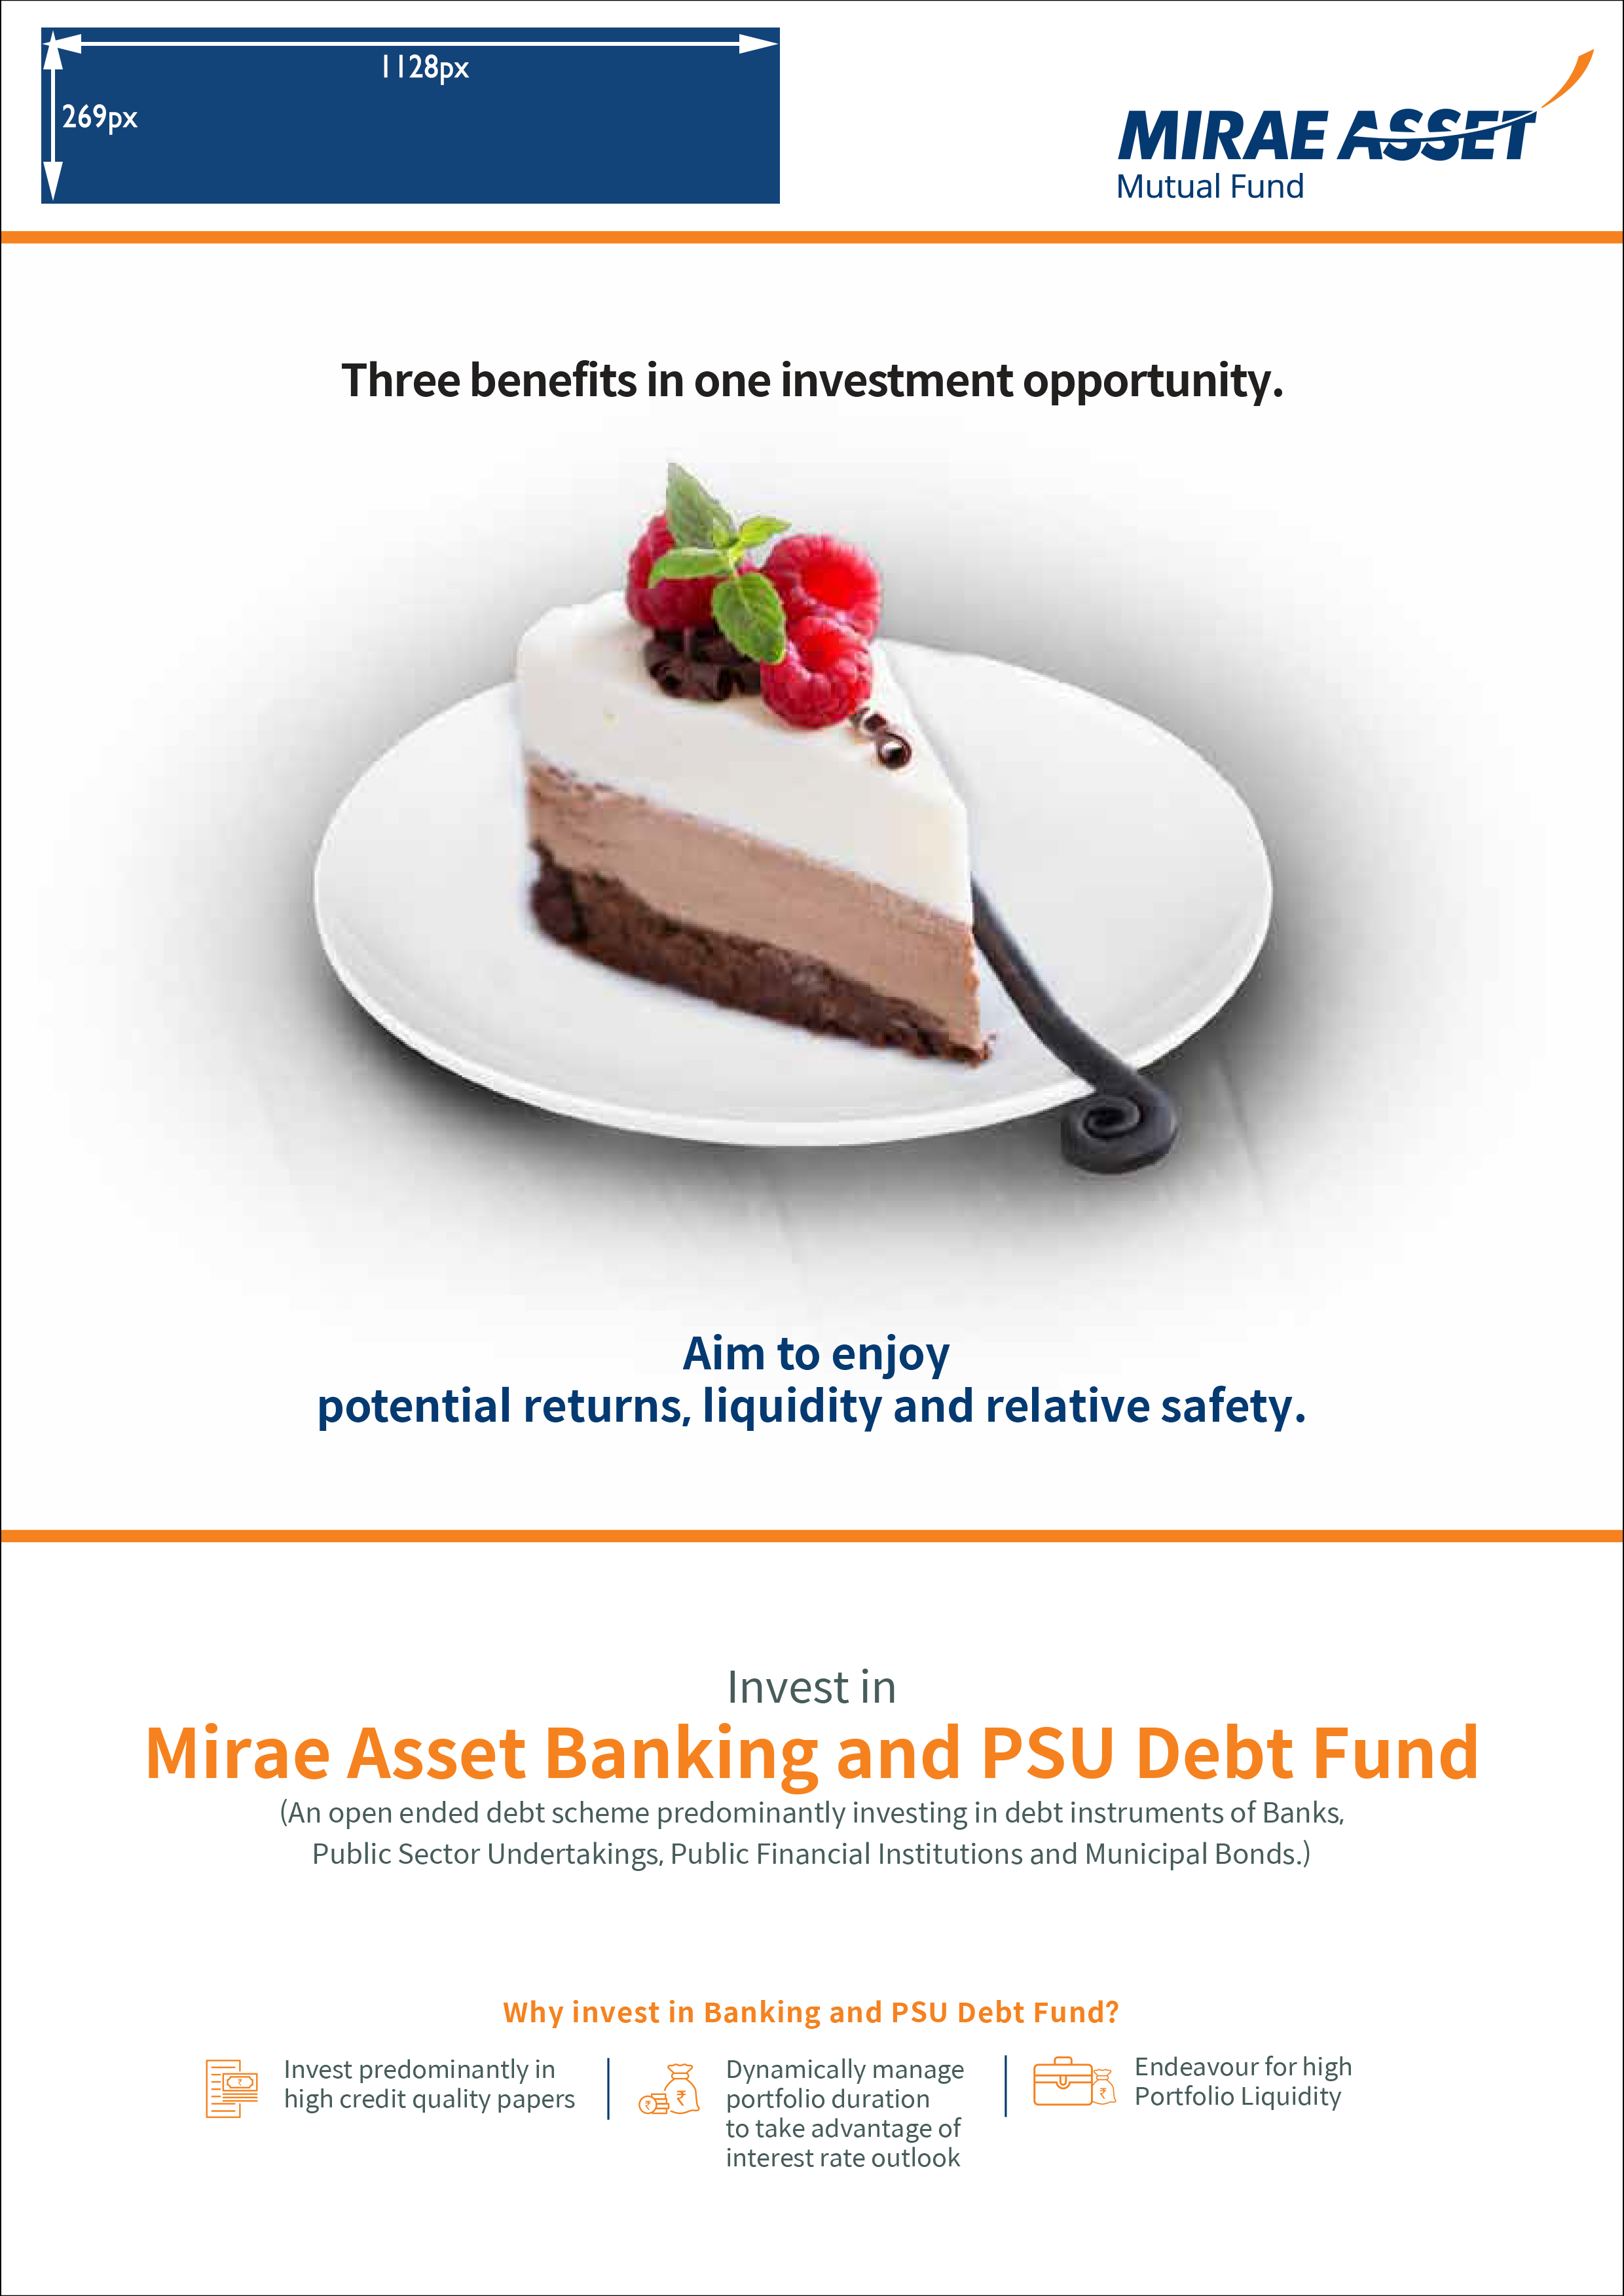 1128px
269px
MIRAE ASSET
Mutual Fund
Three benefits in one investment opportunity.
Aim to enjoy
potential returns, liquidity and relative safety.
Invest in
Mirae Asset Banking and PSU Debt Fund
(An open ended debt scheme predominantly investing in debt instruments of Banks,
Public Sector Undertakings, Public Financial Institutions and Municipal Bonds.)
Why invest in Banking and PSU Debt Fund?
Invest predominantly in
high credit quality papers
Dynamically manage
portfolio duration
to take advantage of
interest rate outlook
Endeavour for high
Portfolio Liquidity